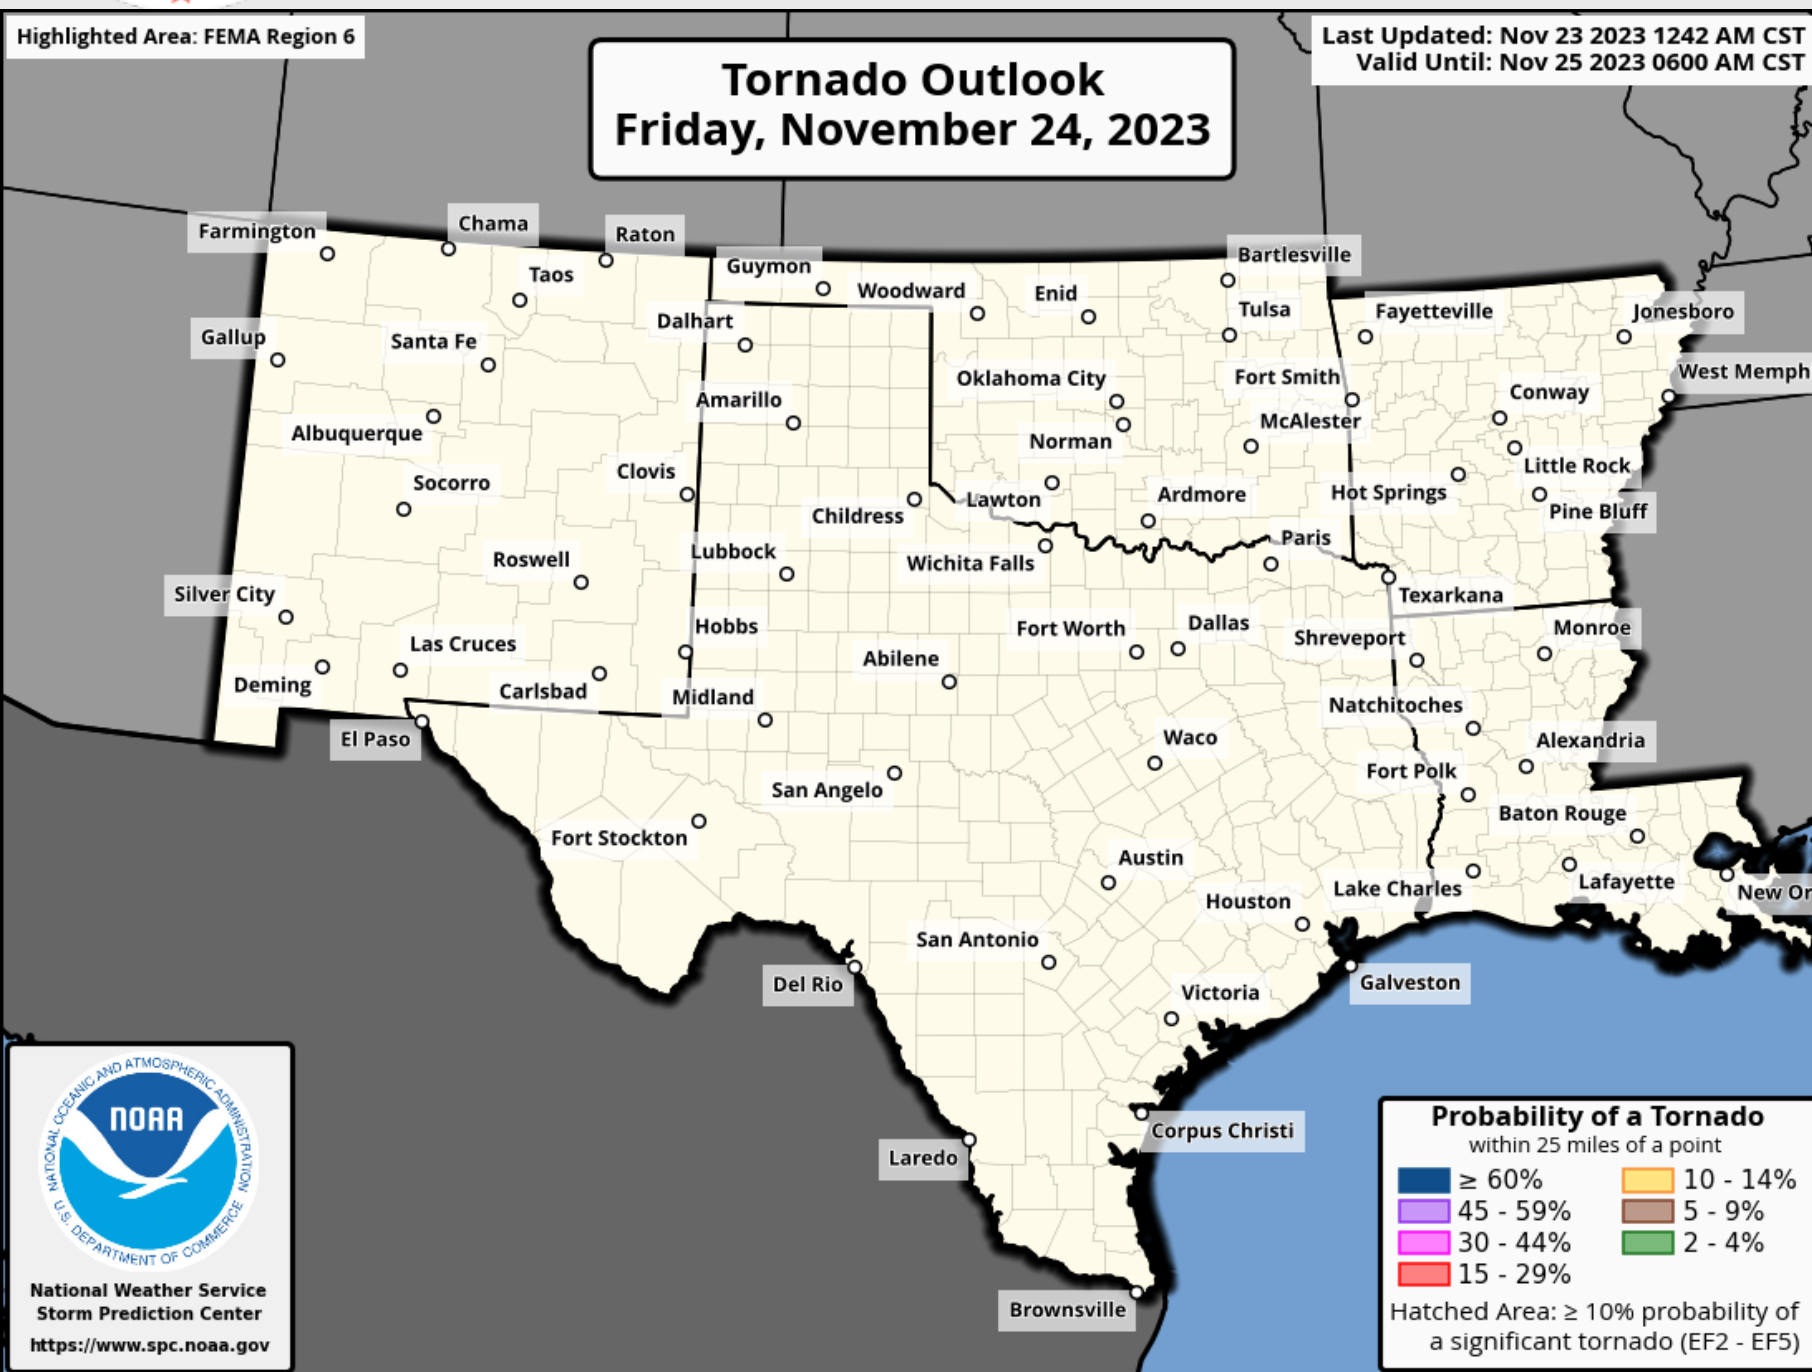 Highlighted Area: FEMA Region 6
Last Updated: Nov 23 2023 1242 AM CST
Valid Until: Nov 25 2023 0600 AM CST
Tornado Outlook
Friday, November 24, 2023
Farmington
Chama
Raton
Taos
Guymon
Woodward
Enid
Bartlesville
Tulsa
Fayetteville
Jonesboro
Gallup
Santa Fe
Dalhart
Oklahoma City
Fort Smith
Conway
West Memph
Albuquerque
Amarillo
Norman
McAlester
Little Rock
Socorro
Clovis
Childress
Lawton
Ardmore
Hot Springs
Pine Bluff
Roswell
Lubbock
Wichita Falls
Paris
Texarkana
Silver City
Las Cruces
Hobbs
Abilene
Fort Worth
Dallas
Shreveport
Monroe
Deming
Carlsbad
Midland
Natchitoches
El Paso
Waco
Alexandria
San Angelo
Fort Polk
Fort Stockton
Baton Rouge
Austin
Houston
Lake Charles
Lafayette
New Or
San Antonio
Del Rio
Victoria
Galveston
Corpus Christi
Laredo
Brownsville
NATIONAL OCEANIC AND ATMOSPHERIC ADMINISTRATION
NOAA
U.S. DEPARTMENT OF COMMERCE
National Weather Service
Storm Prediction Center
https://www.spc.noaa.gov
Probability of a Tornado
within 25 miles of a point
≥ 60%
10 - 14%
45 - 59%
5 - 9%
30 - 44%
2 - 4%
15 - 29%
Hatched Area: ≥ 10% probability of
a significant tornado (EF2 - EF5)